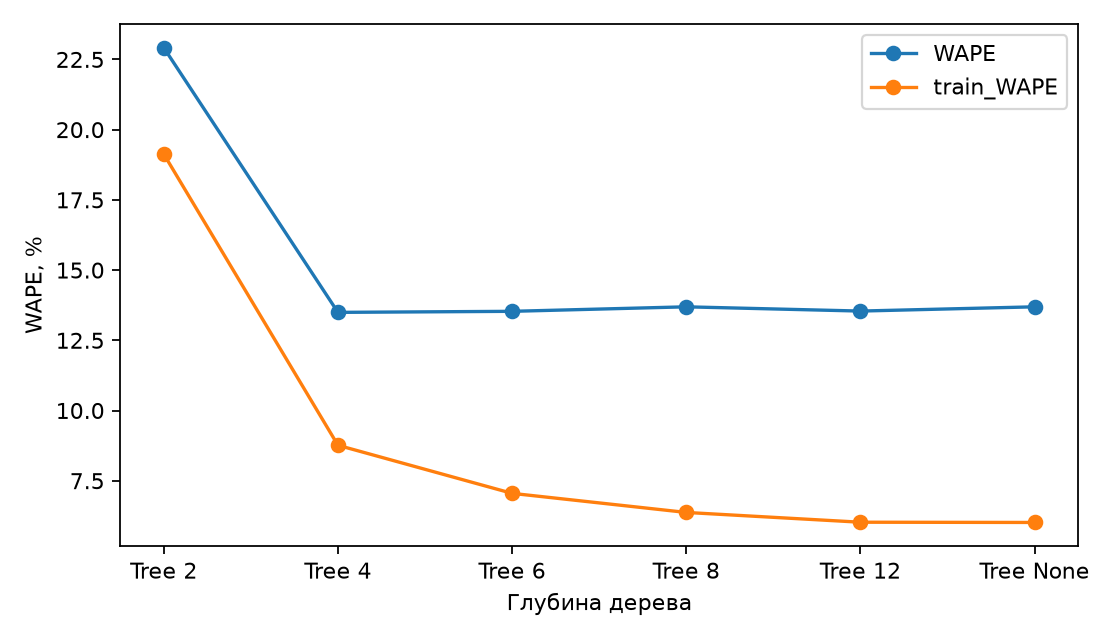 WAPE
train_WAPE
WAPE, %
22.5
20.0
17.5
15.0
12.5
10.0
7.5
Tree 2
Tree 4
Tree 6
Tree 8
Tree 12
Tree None
Глубина дерева